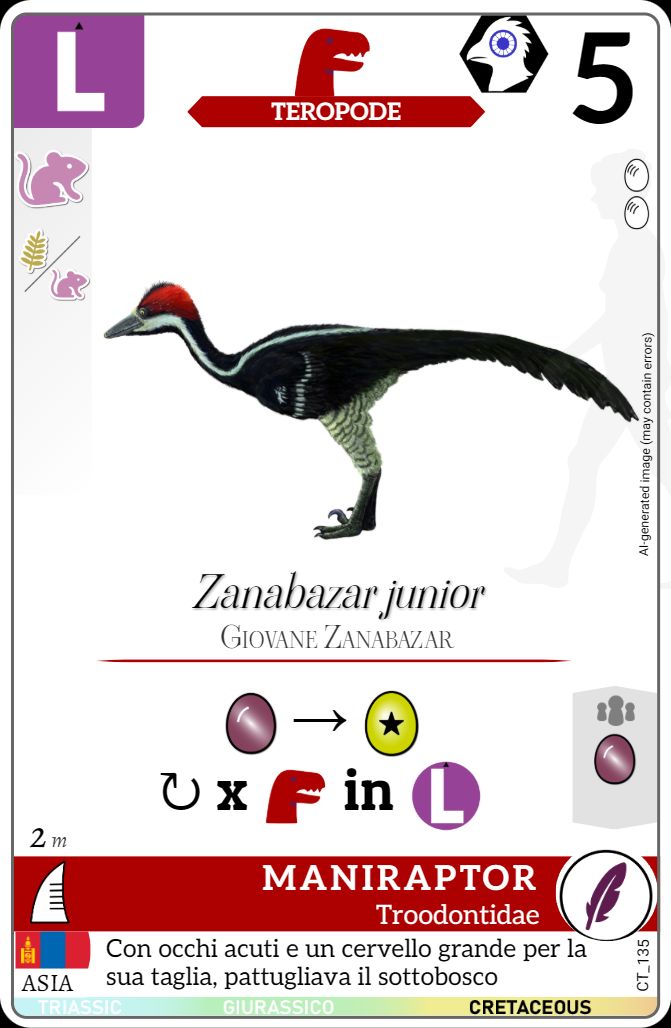 L
TEROPODE
5
AI-generated image (may contain errors)
Zanabazar junior
Giovane Zanabazar
x in L
2 m
MANIRAPTOR
Troodontidae
Con occhi acuti e un cervello grande per la
sua taglia, pattugliava il sottobosco
ASIA
CT_135
TRIASSIC GIURASSICO CRETACEOUS